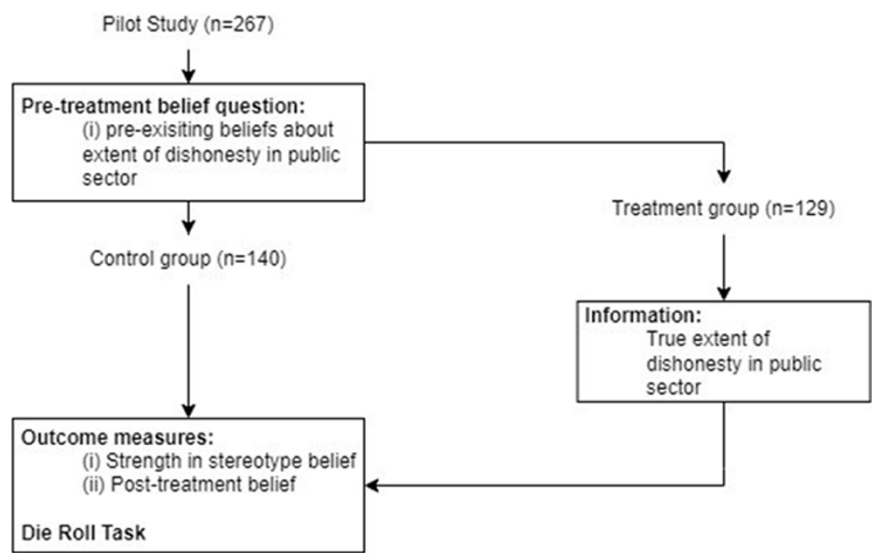 Pilot Study (n=267)
Pre-treatment belief question:
(i) pre-exisiting beliefs about
extent of dishonesty in public
sector
Treatment group (n=129)
Control group (n=140)
Information:
True extent of
dishonesty in public
sector
Outcome measures:
(i) Strength in stereotype belief
(ii) Post-treatment belief
Die Roll Task